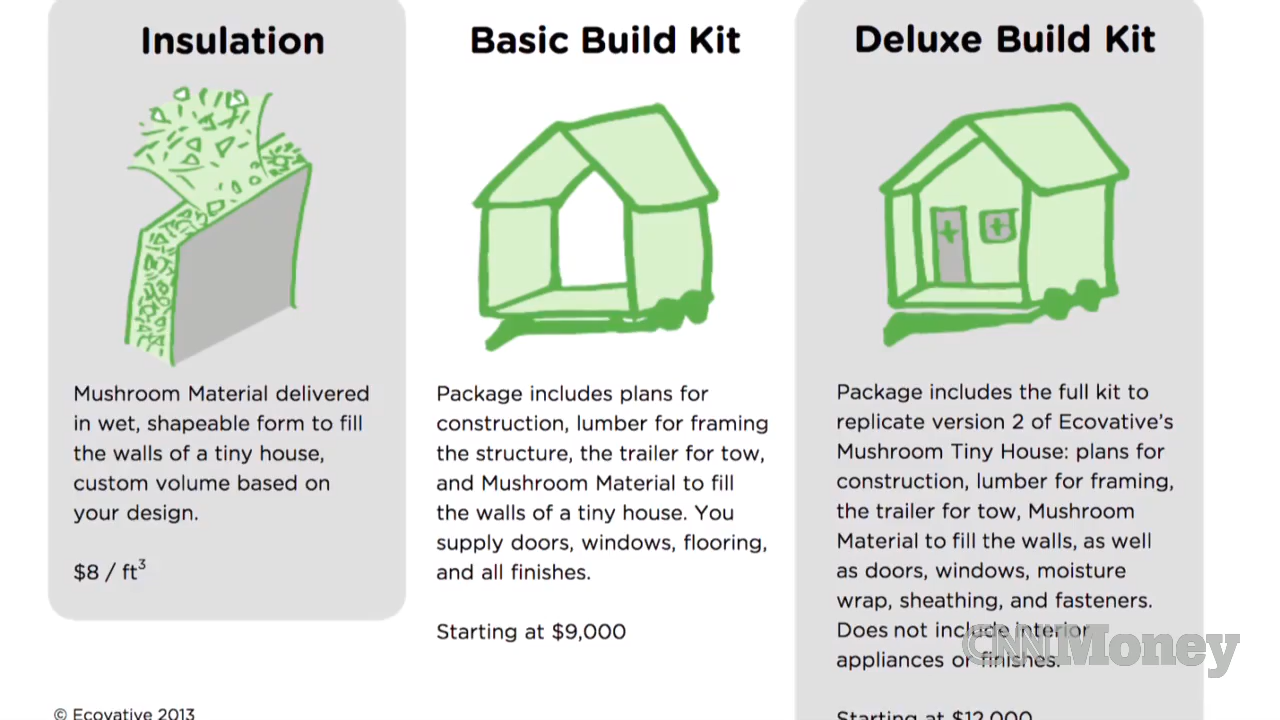 Insulation
Mushroom Material delivered
in wet, shapeable form to fill
the walls of a tiny house,
custom volume based on
your design.
$8 / ft³
Basic Build Kit
Package includes plans for
construction, lumber for framing
the structure, the trailer for tow,
and Mushroom Material to fill
the walls of a tiny house. You
supply doors, windows, flooring,
and all finishes.
Starting at $9,000
Deluxe Build Kit
Package includes the full kit to
replicate version 2 of Ecovative's
Mushroom Tiny House: plans for
construction, lumber for framing,
the trailer for tow, Mushroom
Material to fill the walls, as well
as doors, windows, moisture
wrap, sheathing, and fasteners.
Does not include interior
appliances or finishes.
Starting at $12,000
CNNMoney
© Ecovative 2013